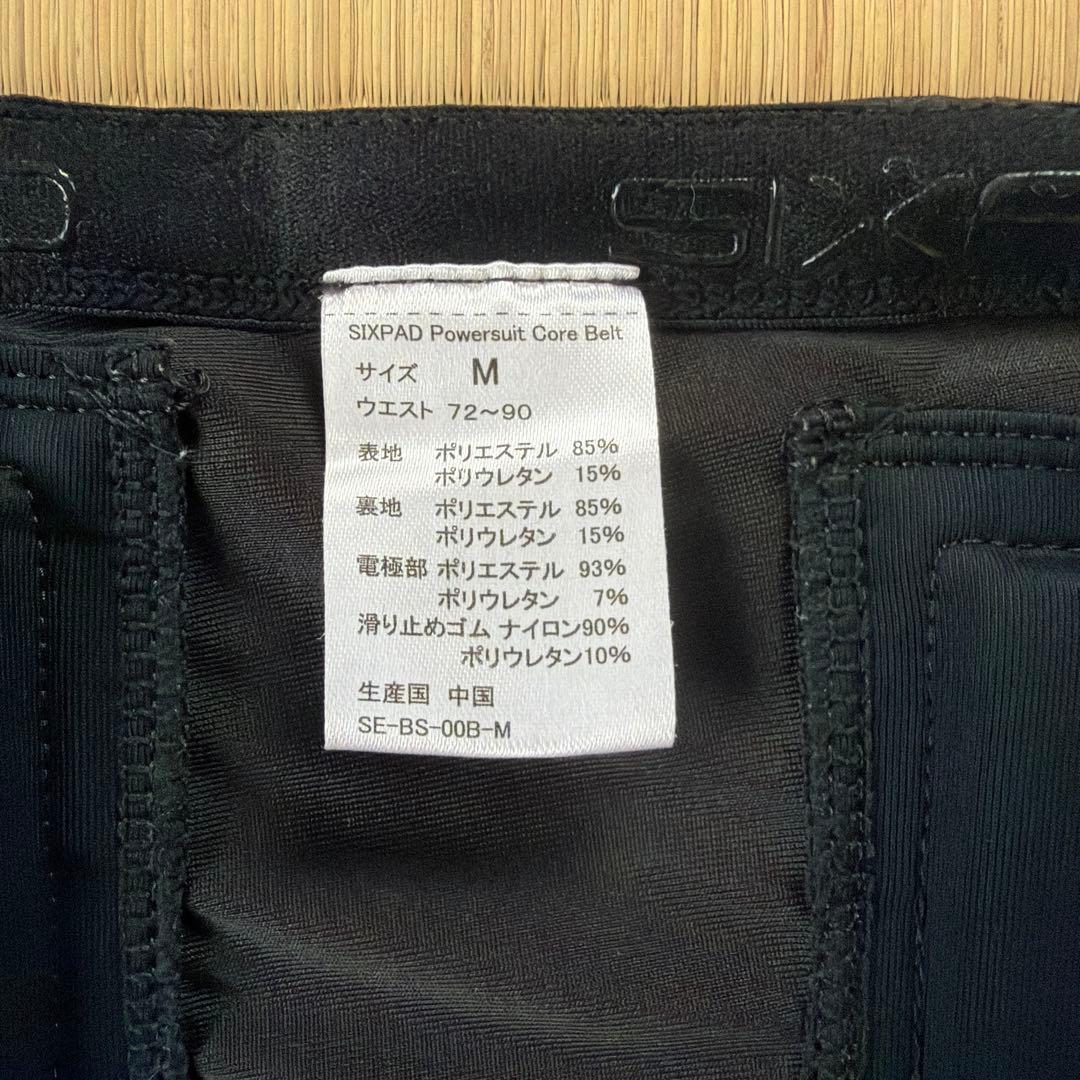 SIXPAD Powersuit Core Belt
サイズ M
ウエスト 72～90
表地 ポリエステル 85%
ポリウレタン 15%
裏地 ポリエステル 85%
ポリウレタン 15%
電極部 ポリエステル 93%
ポリウレタン 7%
滑り止めゴム ナイロン90%
ポリウレタン10%
生産国 中国
SE-BS-00B-M